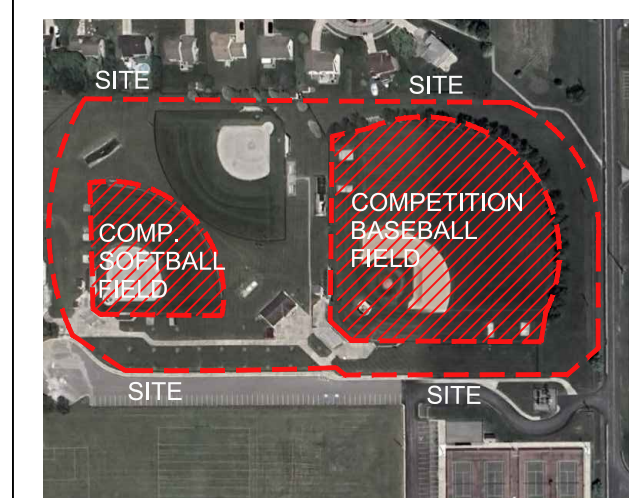 SITE
SITE
COMP.
SOFTBALL
FIELD
COMPETITION
BASEBALL
FIELD
SITE
SITE